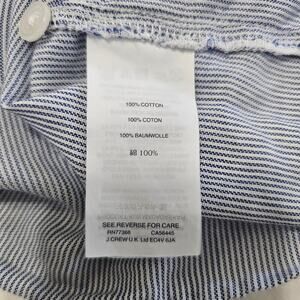 100% COTTON
100% COTON
100% BAUMWOLLE
綿 100%
SEE REVERSE FOR CARE
RN77388 CA56445
J.CREW U.K. Ltd EC4V 6JA